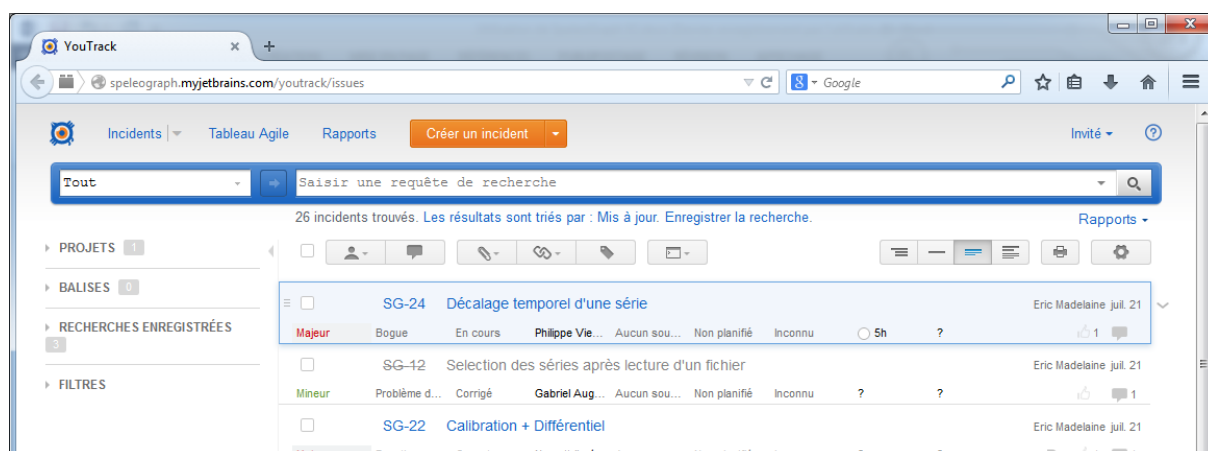 YouTrack
speleograph.myjetbrains.com/youtrack/issues
Google
Incidents Tableau Agile Rapports Créer un incident Invité
Tout Saisir une requête de recherche
26 incidents trouvés. Les résultats sont triés par : Mis à jour. Enregistrer la recherche. Rapports
PROJETS 1
BALISES 0
RECHERCHES ENREGISTRÉES
3
FILTRES
SG-24 Décalage temporel d'une série Eric Madelaine juil. 21
Majeur Bogue En cours Philippe Vie... Aucun sou... Non planifié Inconnu 5h ? 1
SG-12 Selection des séries après lecture d'un fichier Eric Madelaine juil. 21
Mineur Problème d... Corrigé Gabriel Aug... Aucun sou... Non planifié Inconnu ? ? 1
SG-22 Calibration + Différentiel Eric Madelaine juil. 21